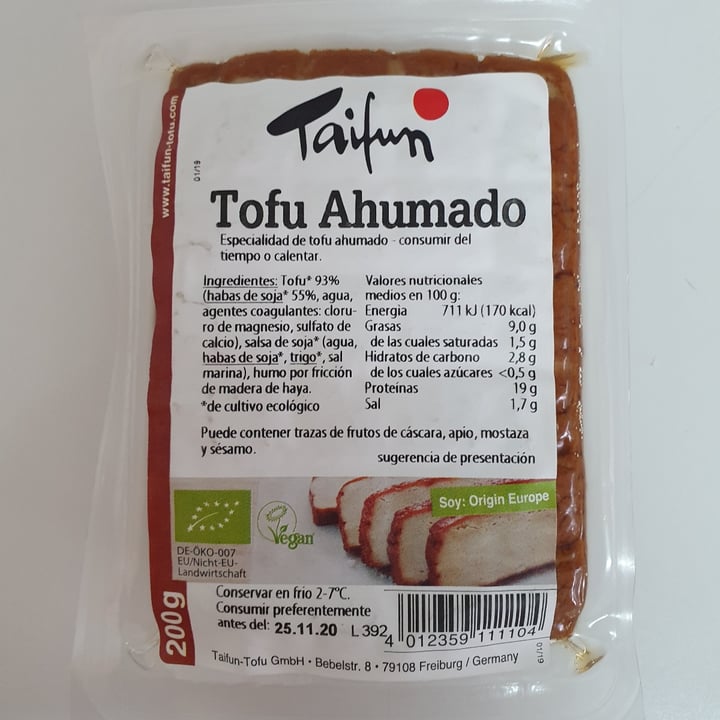 www.taifun-tofu.com
01/19
Taifun
Tofu Ahumado
Especialidad de tofu ahumado - consumir del
tiempo o calentar.
Ingredientes: Tofu* 93%
(habas de soja* 55%, agua,
agentes coagulantes: cloru-
ro de magnesio, sulfato de
calcio), salsa de soja* (agua,
habas de soja*, trigo*, sal
marina), humo por fricción
de madera de haya.
*de cultivo ecológico
Valores nutricionales
medios en 100 g:
Energia 711 kJ (170 kcal)
Grasas 9,0 g
de las cuales saturadas 1,5 g
Hidratos de carbono 2,8 g
de los cuales azúcares <0,5 g
Proteínas 19 g
Sal 1,7 g
Puede contener trazas de frutos de cáscara, apio, mostaza
y sésamo.
sugerencia de presentación
Soy: Origin Europe
Vegan
DE-ÖKO-007
EU/Nicht-EU-
Landwirtschaft
200g
Conservar en frío 2-7°C.
Consumir preferentemente
antes del: 25.11.20 L 392
4 012359 111104
01/19
Taifun-Tofu GmbH • Bebelstr. 8 • 79108 Freiburg / Germany